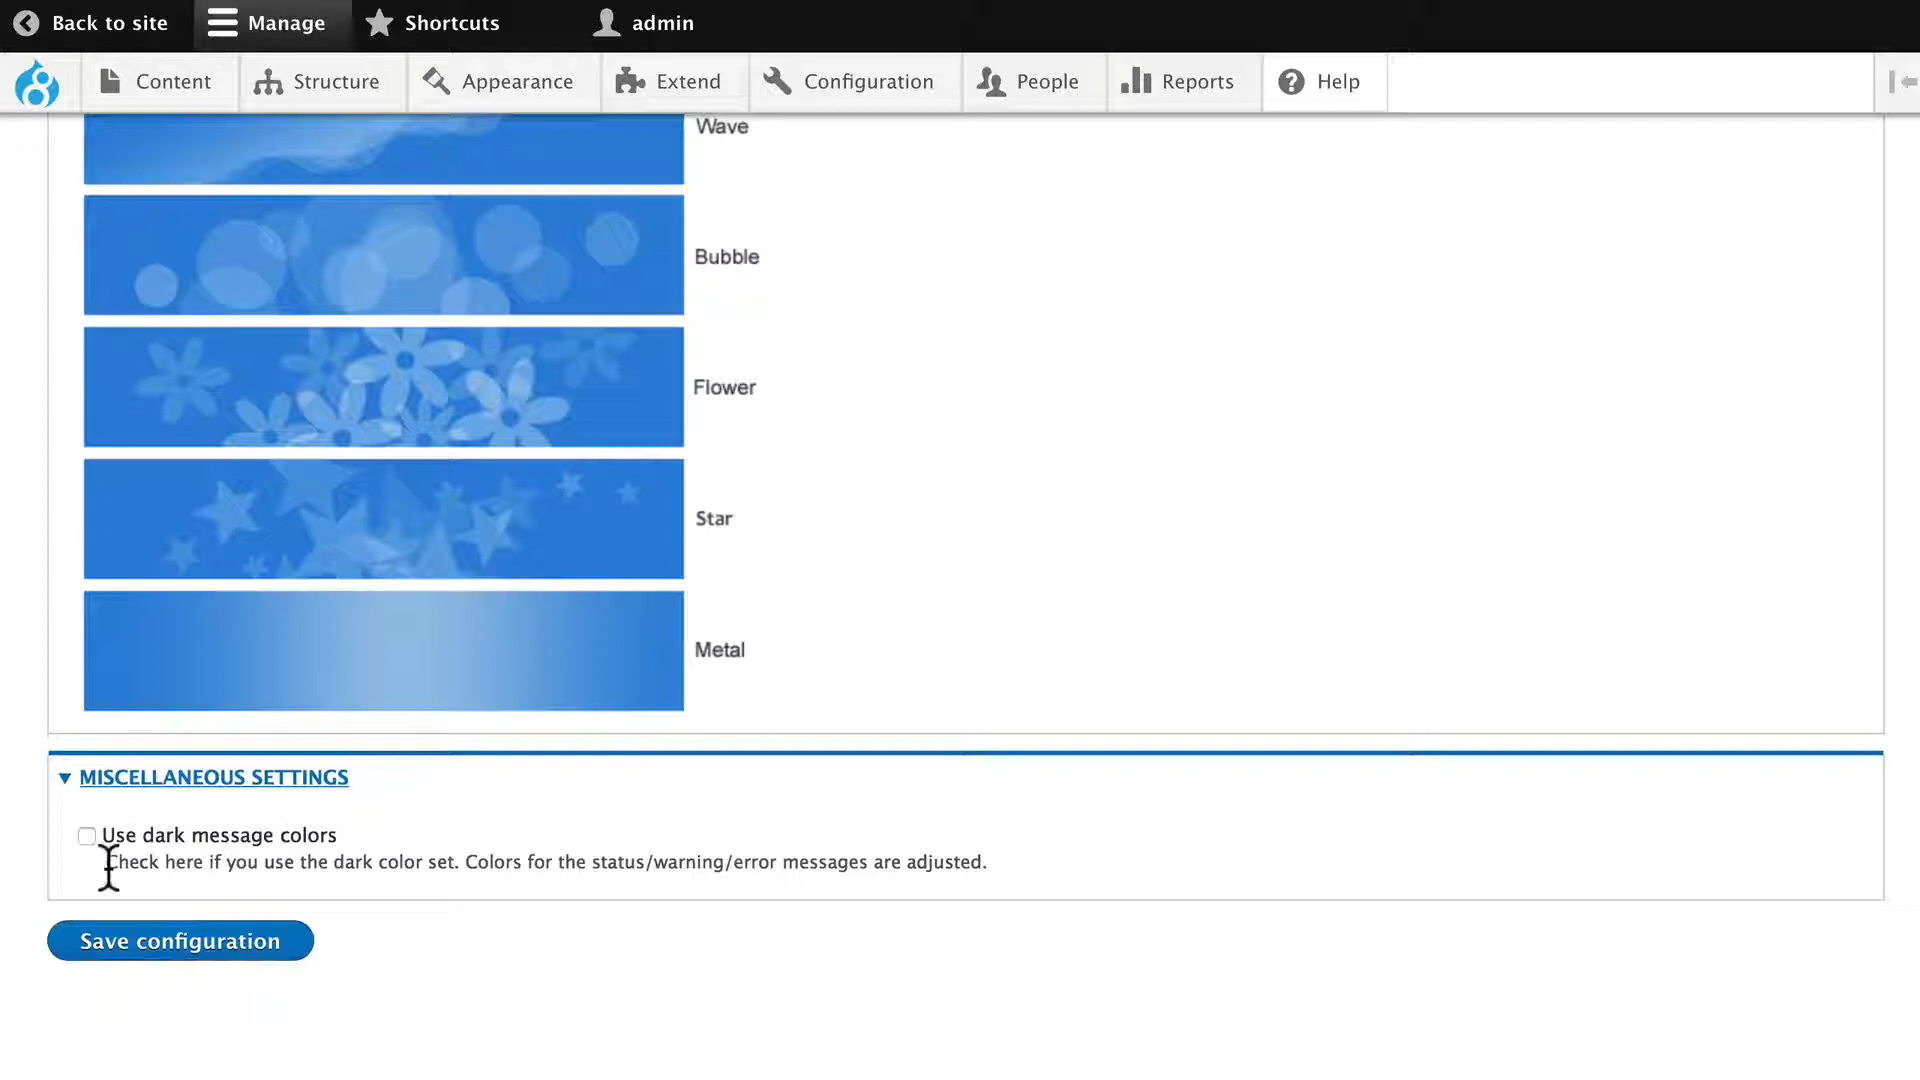 Back to site Manage Shortcuts admin
Content Structure Appearance Extend Configuration People Reports Help
Wave
Bubble
Flower
Star
Metal
MISCELLANEOUS SETTINGS
Use dark message colors
Check here if you use the dark color set. Colors for the status/warning/error messages are adjusted.
Save configuration